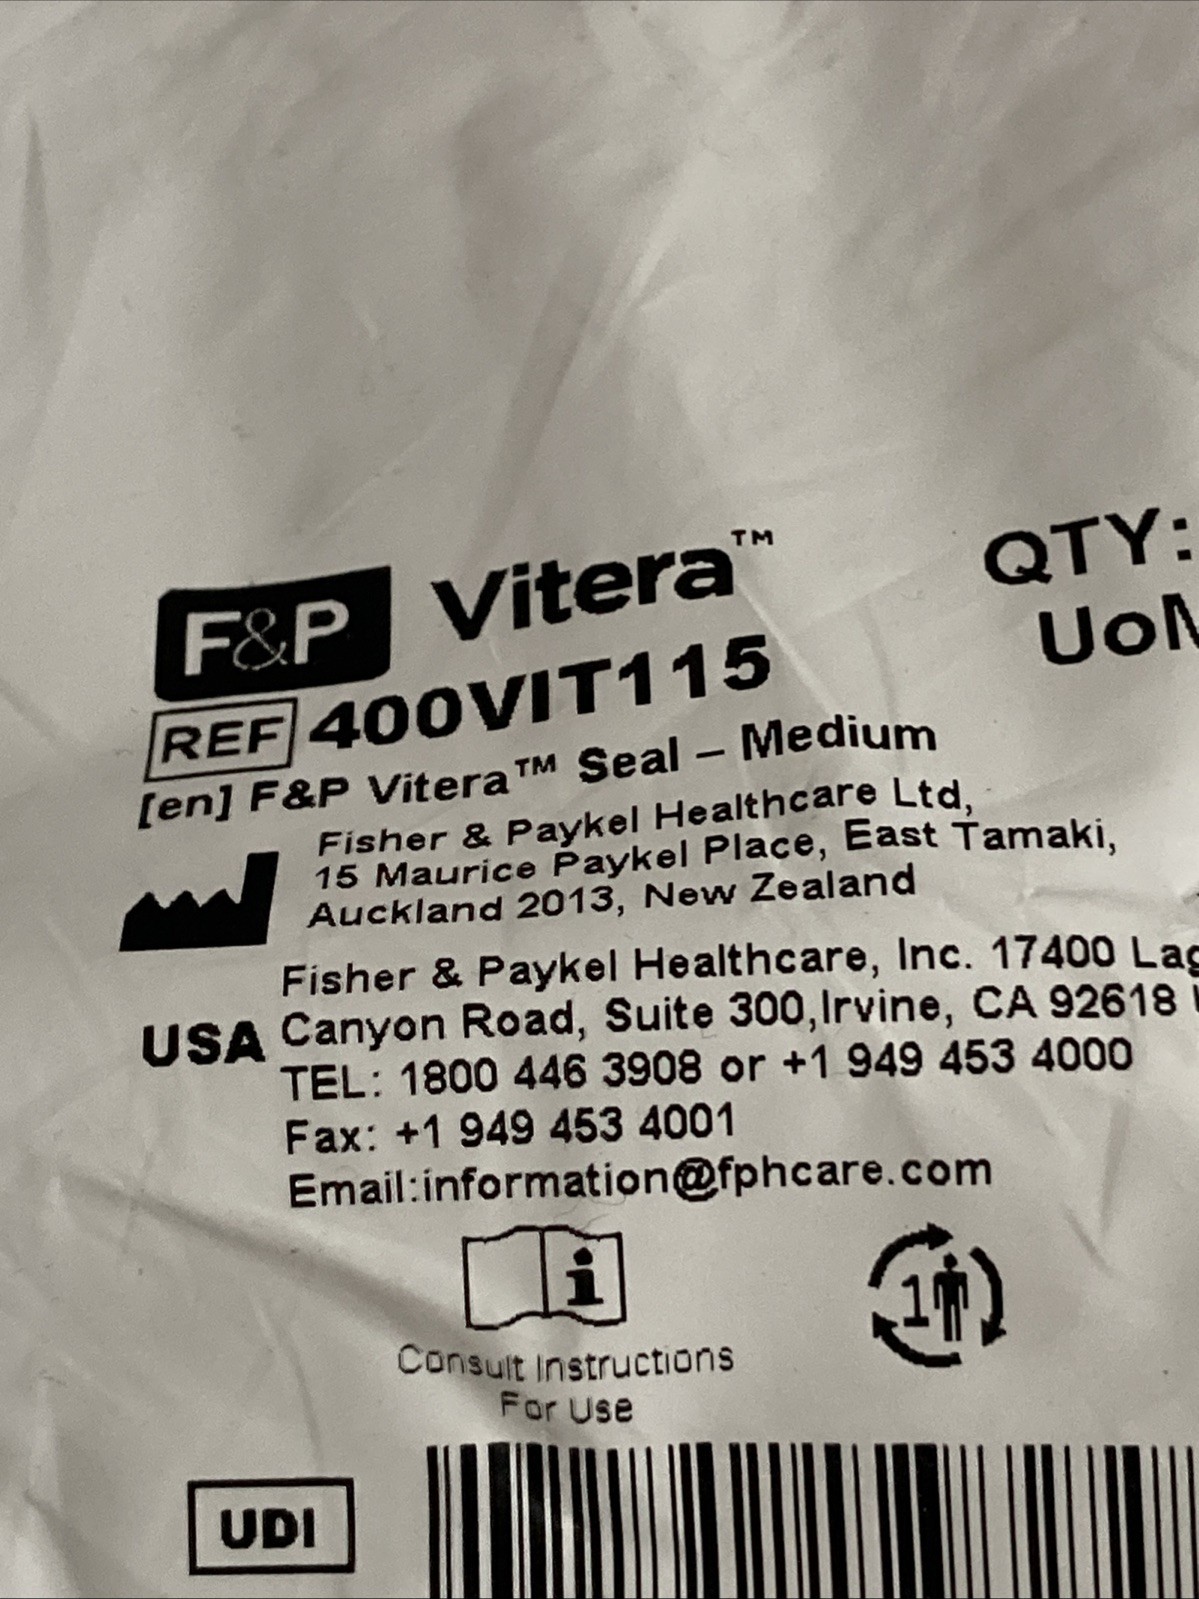 F&P Vitera™ QTY:
REF 400VIT115
[en] F&P Vitera™ Seal – Medium
Fisher & Paykel Healthcare Ltd,
15 Maurice Paykel Place, East Tamaki,
Auckland 2013, New Zealand
Fisher & Paykel Healthcare, Inc. 17400
USA Canyon Road, Suite 300,Irvine, CA 92618
TEL: 1800 446 3908 or +1 949 453 4000
Fax: +1 949 453 4001
Email:information@fphcare.com
i
1
Consult Instructions
For Use
UDI